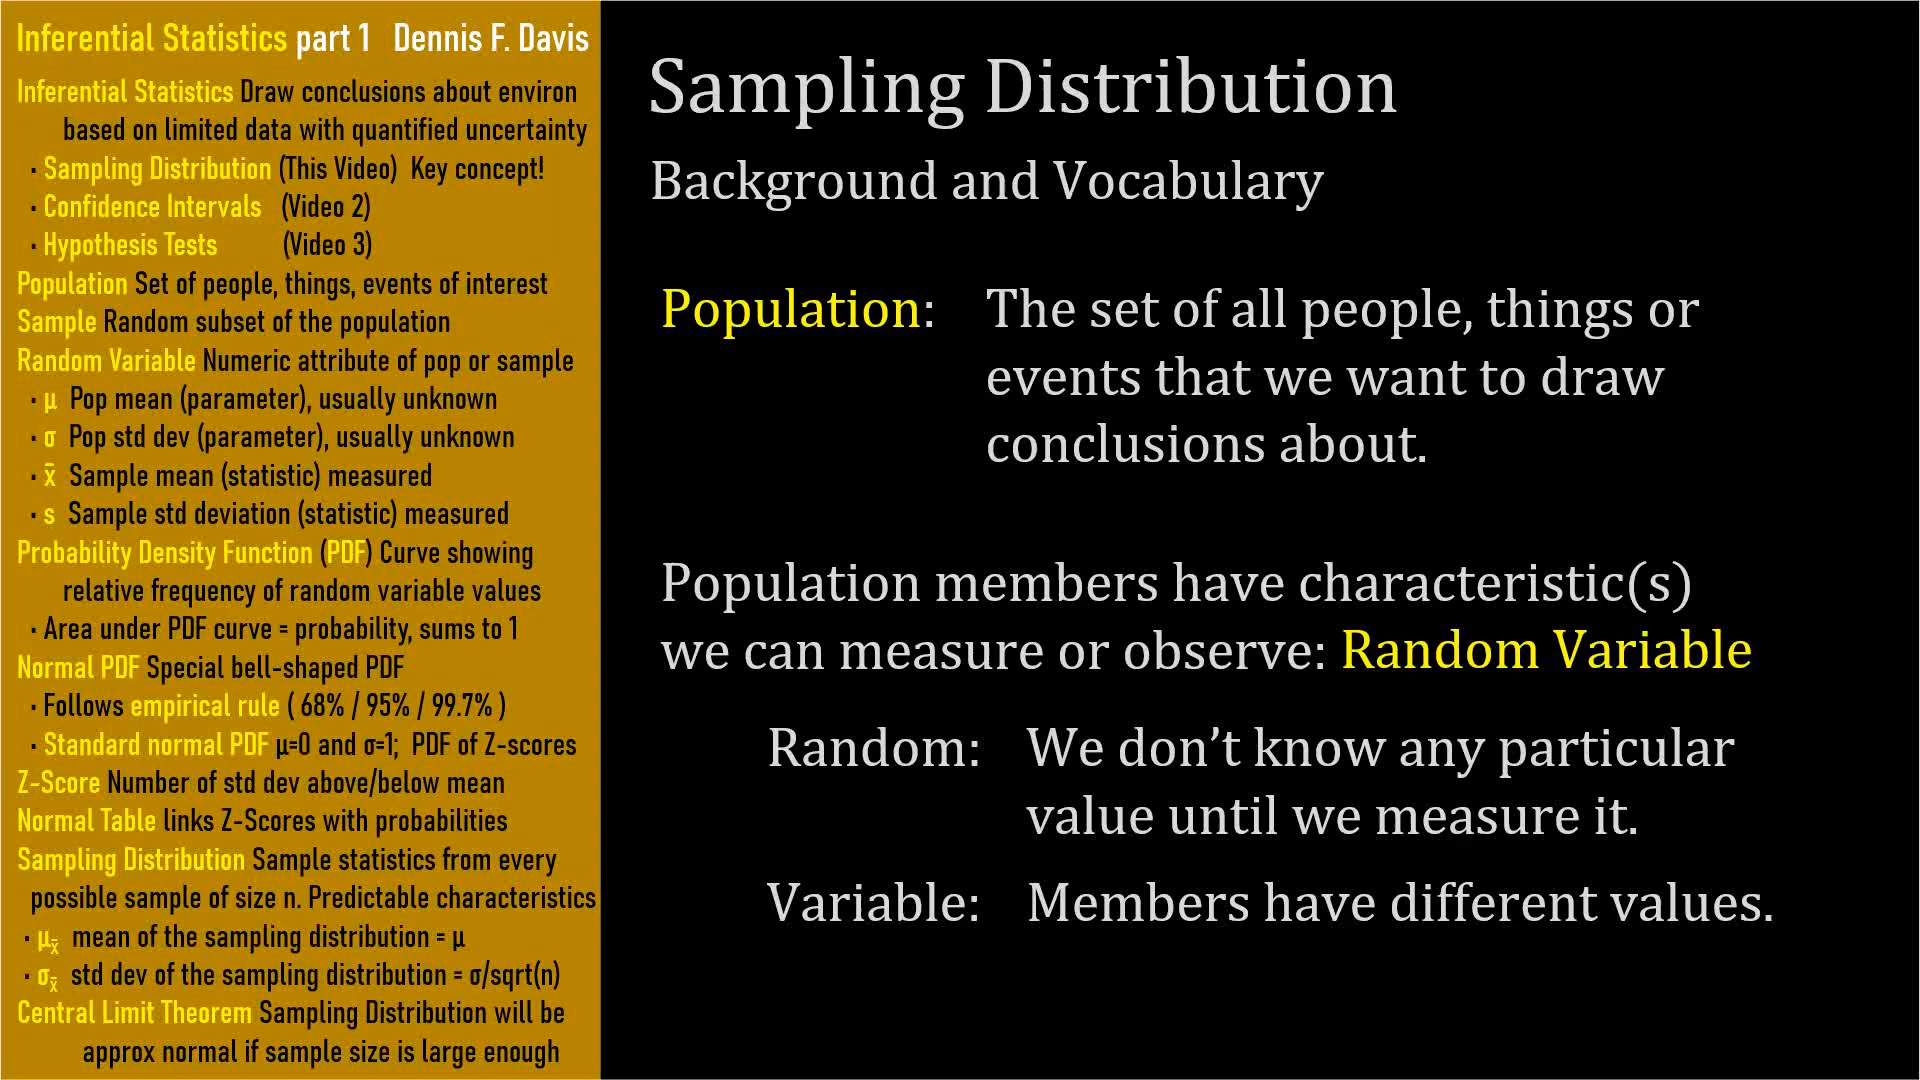 Inferential Statistics part 1 Dennis F. Davis
Inferential Statistics Draw conclusions about environ
based on limited data with quantified uncertainty
· Sampling Distribution (This Video) Key concept!
· Confidence Intervals (Video 2)
· Hypothesis Tests (Video 3)
Population Set of people, things, events of interest
Sample Random subset of the population
Random Variable Numeric attribute of pop or sample
· μ Pop mean (parameter), usually unknown
· σ Pop std dev (parameter), usually unknown
· x̄ Sample mean (statistic) measured
· s Sample std deviation (statistic) measured
Probability Density Function (PDF) Curve showing
relative frequency of random variable values
· Area under PDF curve = probability, sums to 1
Normal PDF Special bell-shaped PDF
· Follows empirical rule ( 68% / 95% / 99.7% )
· Standard normal PDF μ=0 and σ=1; PDF of Z-scores
Z-Score Number of std dev above/below mean
Normal Table links Z-Scores with probabilities
Sampling Distribution Sample statistics from every
possible sample of size n. Predictable characteristics
· μx̄ mean of the sampling distribution = μ
· σx̄ std dev of the sampling distribution = σ/sqrt(n)
Central Limit Theorem Sampling Distribution will be
approx normal if sample size is large enough
Sampling Distribution
Background and Vocabulary
Population: The set of all people, things or
events that we want to draw
conclusions about.
Population members have characteristic(s)
we can measure or observe: Random Variable
Random: We don’t know any particular
value until we measure it.
Variable: Members have different values.